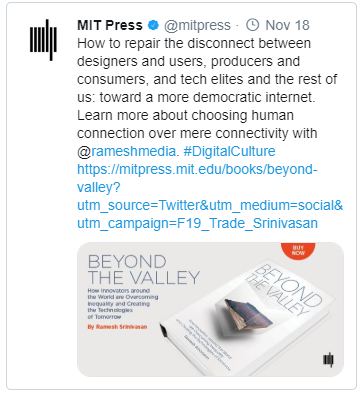 MIT Press @mitpress · Nov 18
How to repair the disconnect between
designers and users, producers and
consumers, and tech elites and the rest of
us: toward a more democratic internet.
Learn more about choosing human
connection over mere connectivity with
@rameshmedia. #DigitalCulture
https://mitpress.mit.edu/books/beyond-
valley?
utm_source=Twitter&utm_medium=social&
utm_campaign=F19_Trade_Srinivasan
BUY
NOW
BEYOND
THE VALLEY
How Innovators around
the World are Overcoming
Inequality and Creating
the Technologies
of Tomorrow
By Ramesh Srinivasan
BEYOND
THE VALLEY